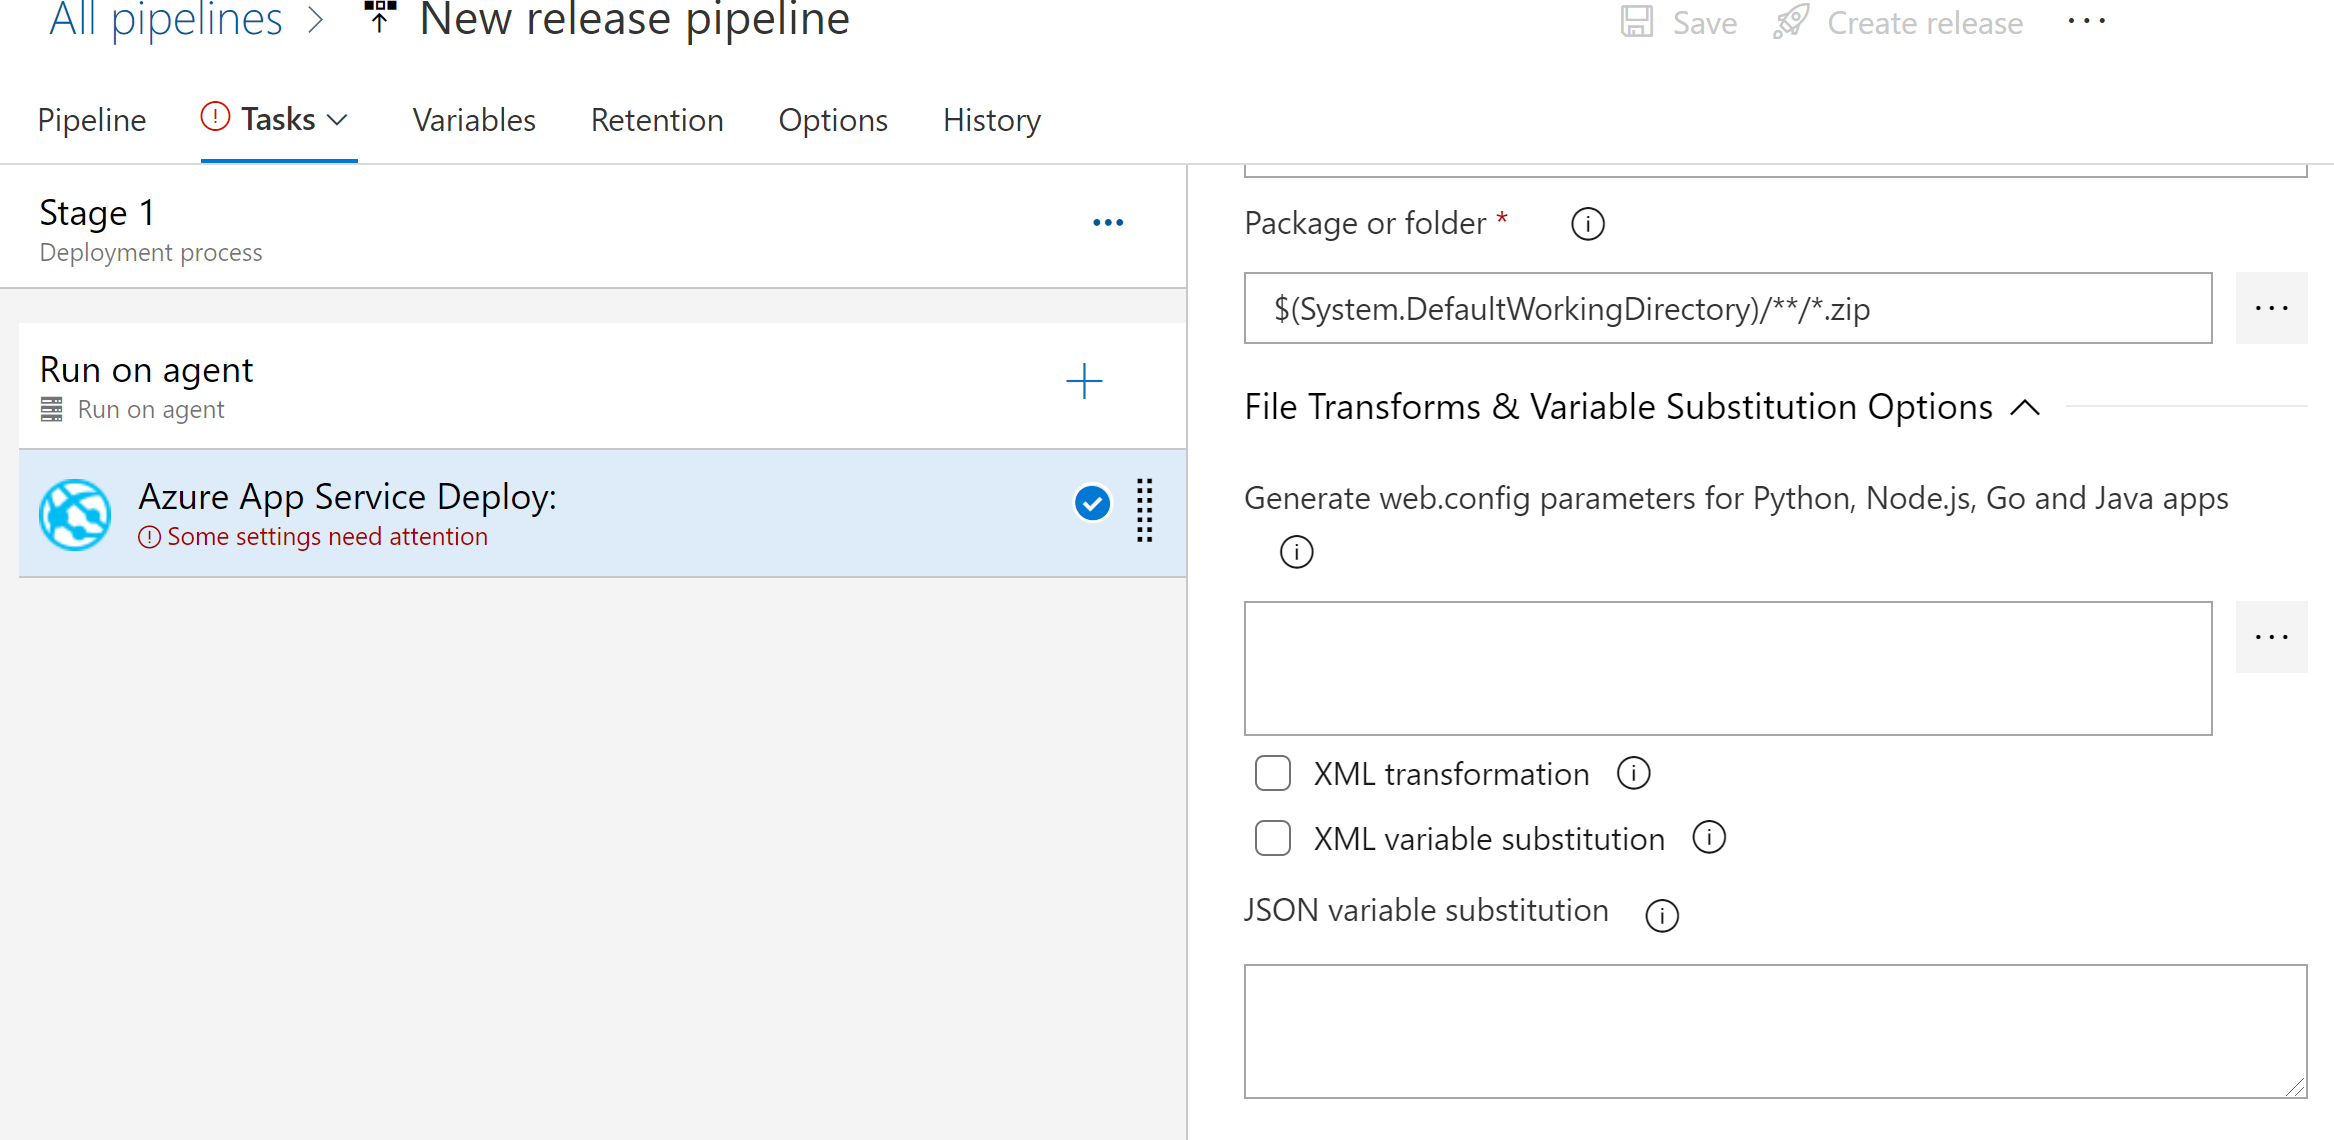 All pipelines > New release pipeline
Save Create release ...
Pipeline Tasks Variables Retention Options History
Stage 1
Deployment process
Run on agent
Run on agent
Azure App Service Deploy:
Some settings need attention
Package or folder *
$(System.DefaultWorkingDirectory)/**/*.zip
File Transforms & Variable Substitution Options
Generate web.config parameters for Python, Node.js, Go and Java apps
XML transformation
XML variable substitution
JSON variable substitution